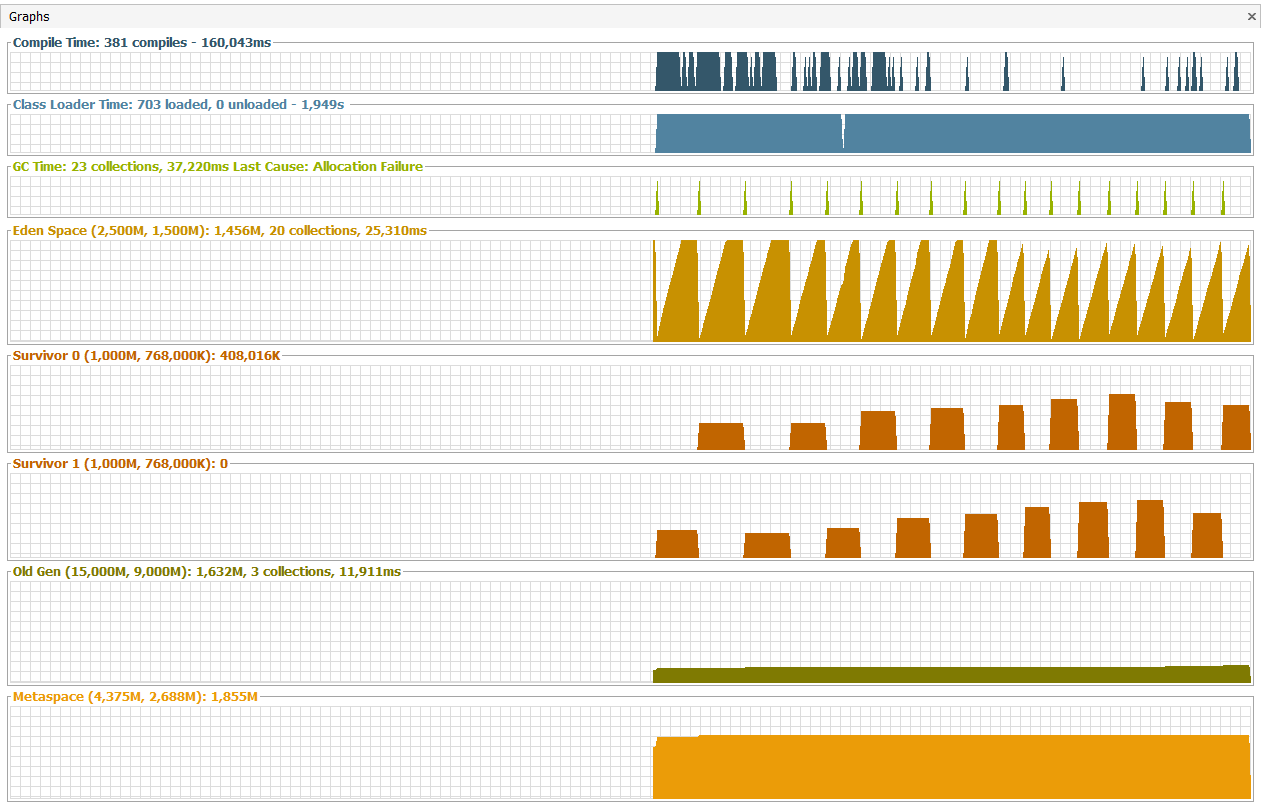 Graphs
Compile Time: 381 compiles - 160,043ms
Class Loader Time: 703 loaded, 0 unloaded - 1,949s
GC Time: 23 collections, 37,220ms Last Cause: Allocation Failure
Eden Space (2,500M, 1,500M): 1,456M, 20 collections, 25,310ms
Survivor 0 (1,000M, 768,000K): 408,016K
Survivor 1 (1,000M, 768,000K): 0
Old Gen (15,000M, 9,000M): 1,632M, 3 collections, 11,911ms
Metaspace (4,375M, 2,688M): 1,855M